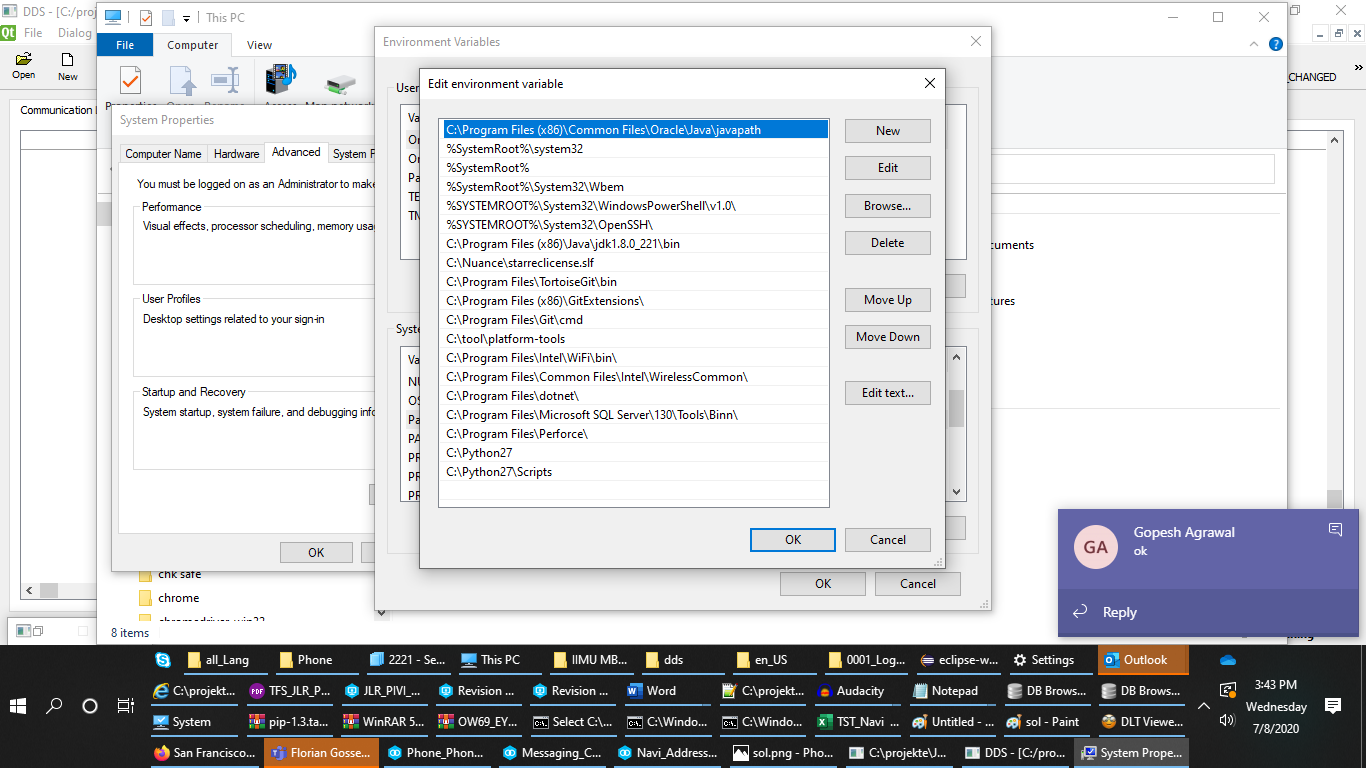 DDS - [C:/proj
This PC
Qt File Dialog
File Computer View
Open
New
CHANGED
Communication
Environment Variables
Edit environment variable
System Properties
Computer Name Hardware Advanced System P
You must be logged on as an Administrator to make
Performance
Visual effects, processor scheduling, memory usa
User Profiles
Desktop settings related to your sign-in
Startup and Recovery
System startup, system failure, and debugging info
OK
User
Va
Or
Or
Pa
TE
TM
Syste
Va
NU
OS
Pa
PA
PR
PR
PR
C:\Program Files (x86)\Common Files\Oracle\Java\javapath
%SystemRoot%\system32
%SystemRoot%
%SystemRoot%\System32\Wbem
%SYSTEMROOT%\System32\WindowsPowerShell\v1.0\
%SYSTEMROOT%\System32\OpenSSH\
C:\Program Files (x86)\Java\jdk1.8.0_221\bin
C:\Nuance\starreclicense.slf
C:\Program Files\TortoiseGit\bin
C:\Program Files (x86)\GitExtensions\
C:\Program Files\Git\cmd
C:\tool\platform-tools
C:\Program Files\Intel\WiFi\bin\
C:\Program Files\Common Files\Intel\WirelessCommon\
C:\Program Files\dotnet\
C:\Program Files\Microsoft SQL Server\130\Tools\Binn\
C:\Program Files\Perforce\
C:\Python27
C:\Python27\Scripts
New
Edit
Browse...
Delete
Move Up
Move Down
Edit text...
OK Cancel
OK Cancel
cuments
tures
chk safe
chrome
8 items
GA
Gopesh Agrawal
ok
Reply
all_Lang Phone 2221 - Se... This PC IIMU MB... dds en_US 0001_Log... eclipse-w... Settings Outlook
C:\projekt... TFS_JLR_P... JLR_PIVI_... Revision ... Revision ... Word C:\projekt... Audacity Notepad DB Brows... DB Brows...
System pip-1.3.ta... WinRAR 5... OW69_EY... Select C:\... C:\Windo... C:\Windo... TST_Navi ... Untitled - ... sol - Paint DLT Viewe...
San Francisco... Florian Gosse... Phone_Phon... Messaging_C... Navi_Address... sol.png - Pho... C:\projekte\J... DDS - [C:/pro... System Prope...
3:43 PM
Wednesday
7/8/2020